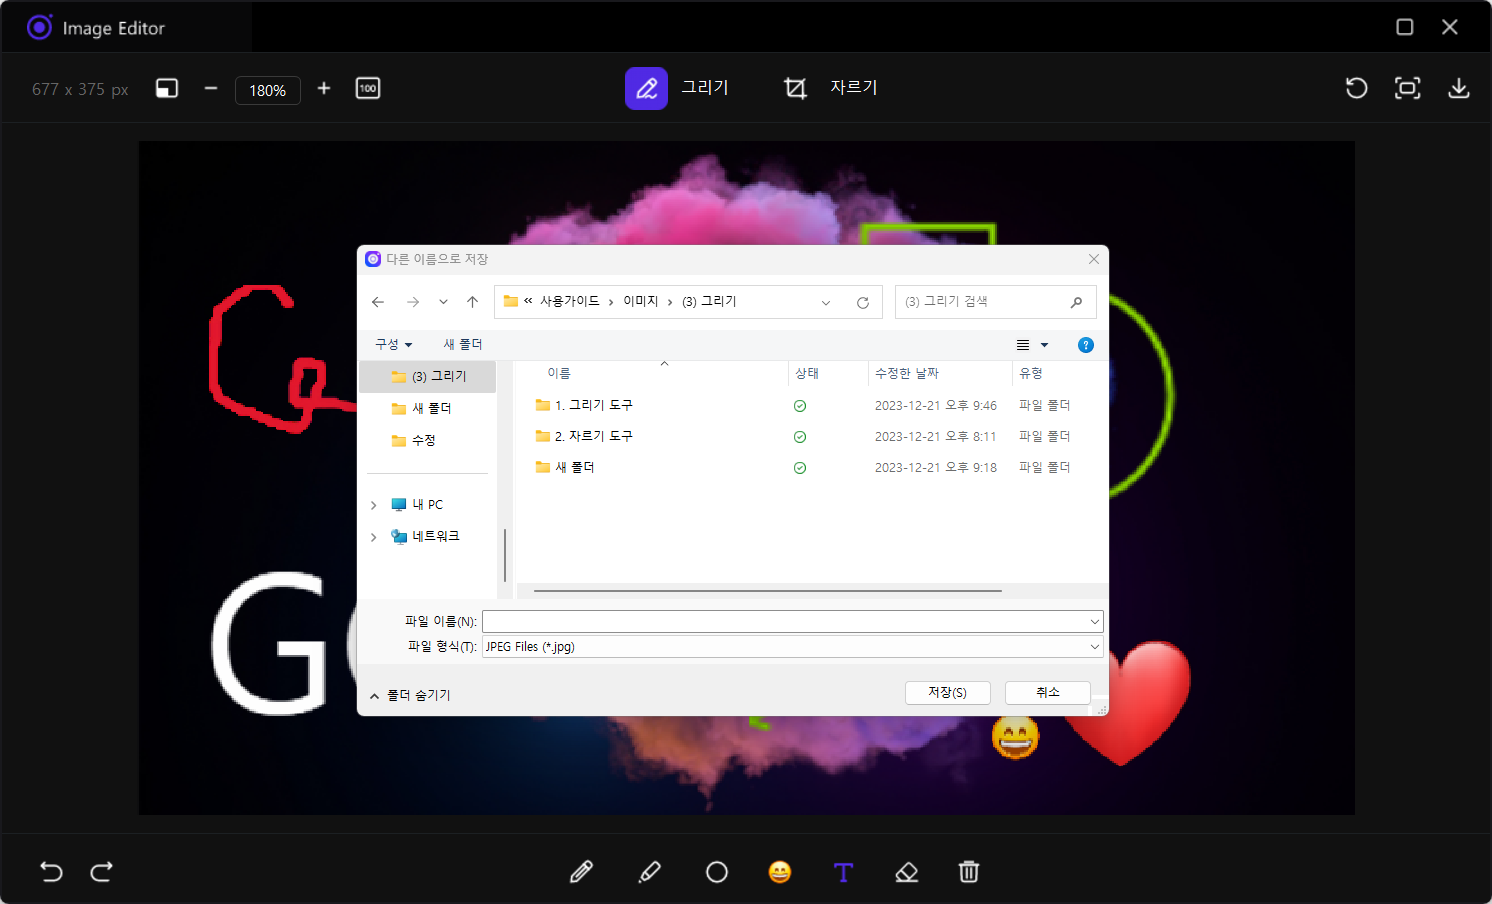 Image Editor
677 x 375 px
180%
100
그리기
자르기
다른 이름으로 저장
« 사용가이드 › 이미지 › (3) 그리기
(3) 그리기 검색
구성
새 폴더
(3) 그리기
새 폴더
수정
내 PC
네트워크
이름 상태 수정한 날짜 유형
1. 그리기 도구 2023-12-21 오후 9:46 파일 폴더
2. 자르기 도구 2023-12-21 오후 8:11 파일 폴더
새 폴더 2023-12-21 오후 9:18 파일 폴더
G
파일 이름(N):
파일 형식(T): JPEG Files (*.jpg)
폴더 숨기기
저장(S)
취소
T